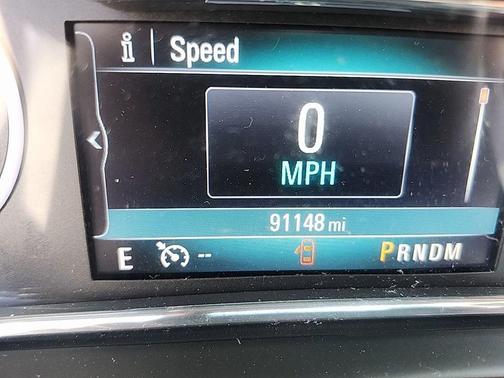 i | Speed
0
MPH
91148 mi
E -- PRNDM